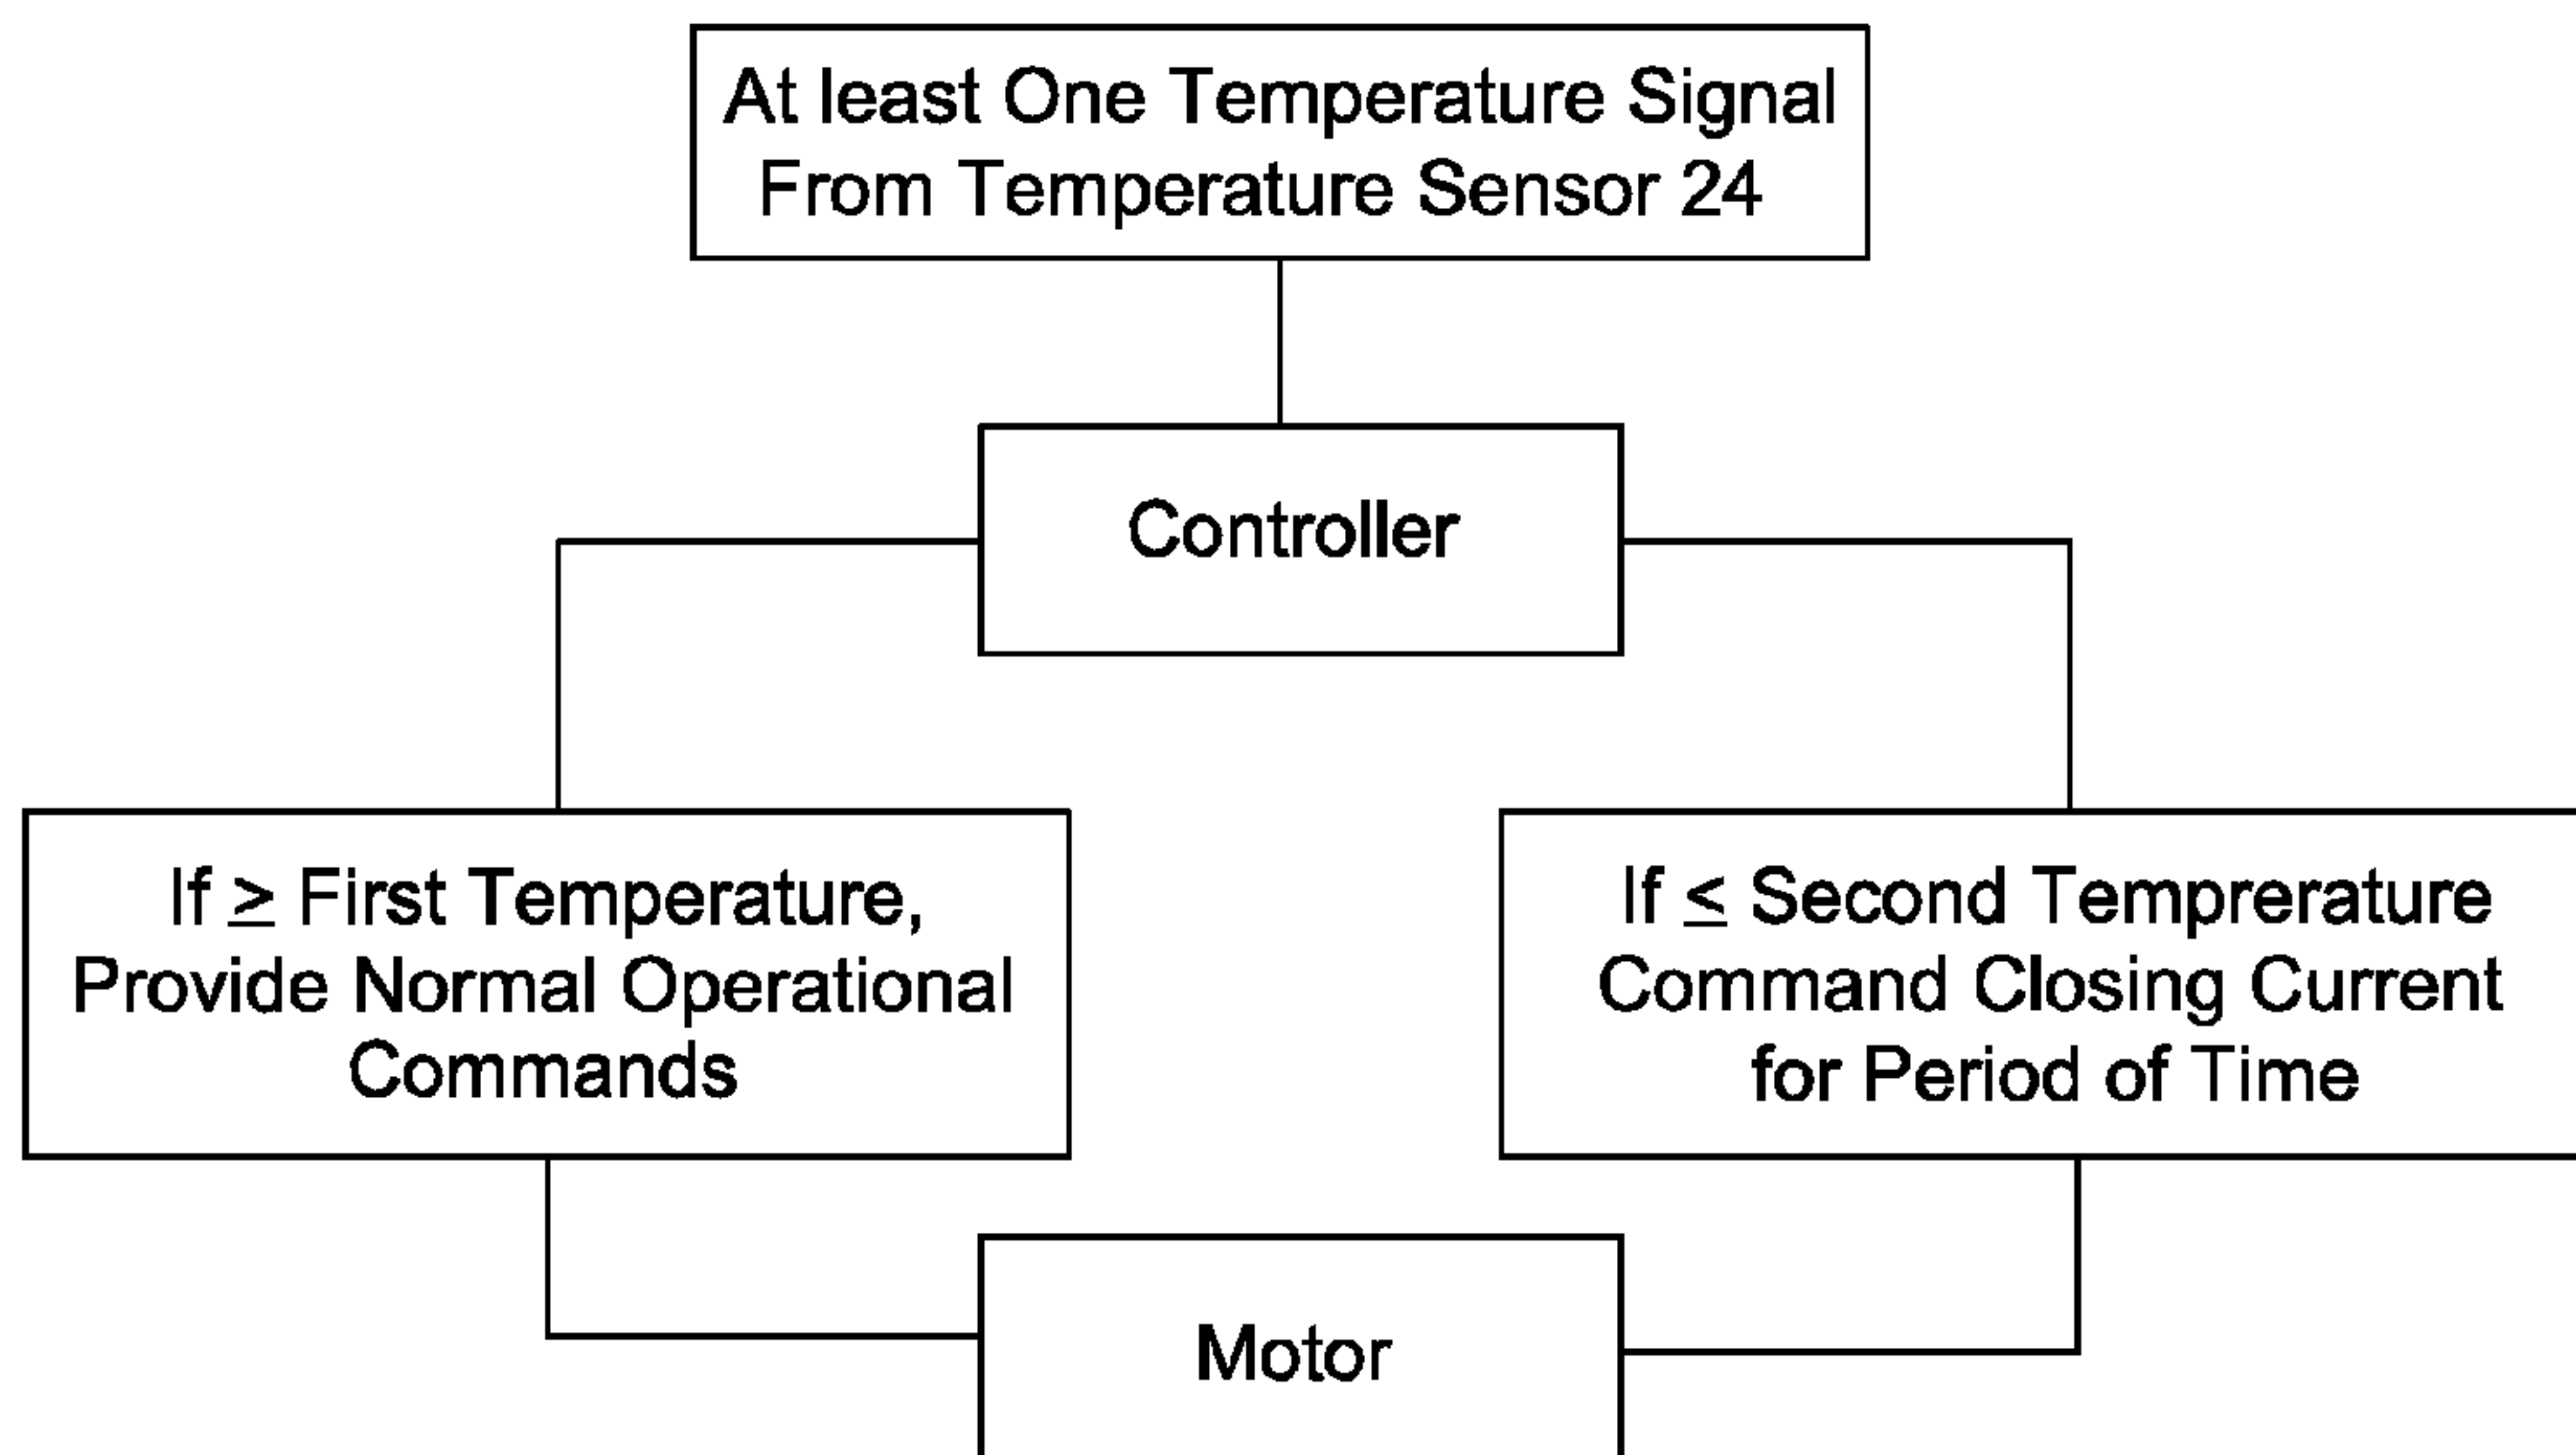 At least One Temperature Signal
From Temperature Sensor 24
Controller
If ≥ First Temperature,
Provide Normal Operational
Commands
If ≤ Second Temprerature
Command Closing Current
for Period of Time
Motor